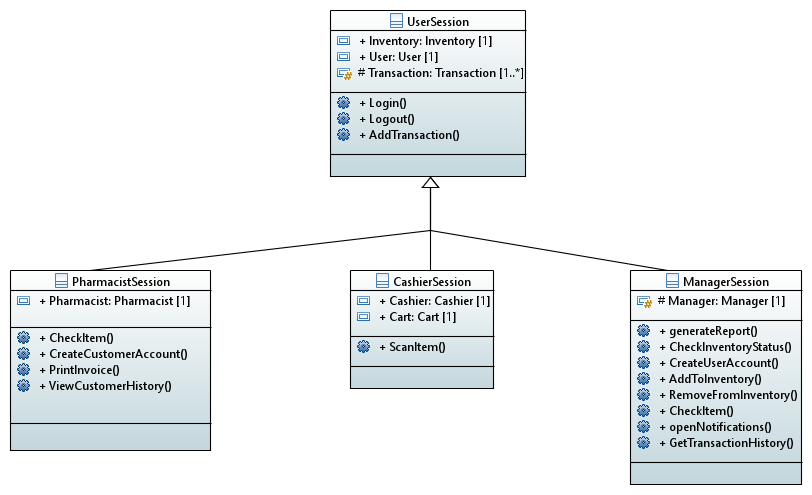 UserSession
+ Inventory: Inventory [1]
+ User: User [1]
# Transaction: Transaction [1..*]
+ Login()
+ Logout()
+ AddTransaction()
PharmacistSession
+ Pharmacist: Pharmacist [1]
+ CheckItem()
+ CreateCustomerAccount()
+ PrintInvoice()
+ ViewCustomerHistory()
CashierSession
+ Cashier: Cashier [1]
+ Cart: Cart [1]
+ ScanItem()
ManagerSession
# Manager: Manager [1]
+ generateReport()
+ CheckInventoryStatus()
+ CreateUserAccount()
+ AddToInventory()
+ RemoveFromInventory()
+ CheckItem()
+ openNotifications()
+ GetTransactionHistory()